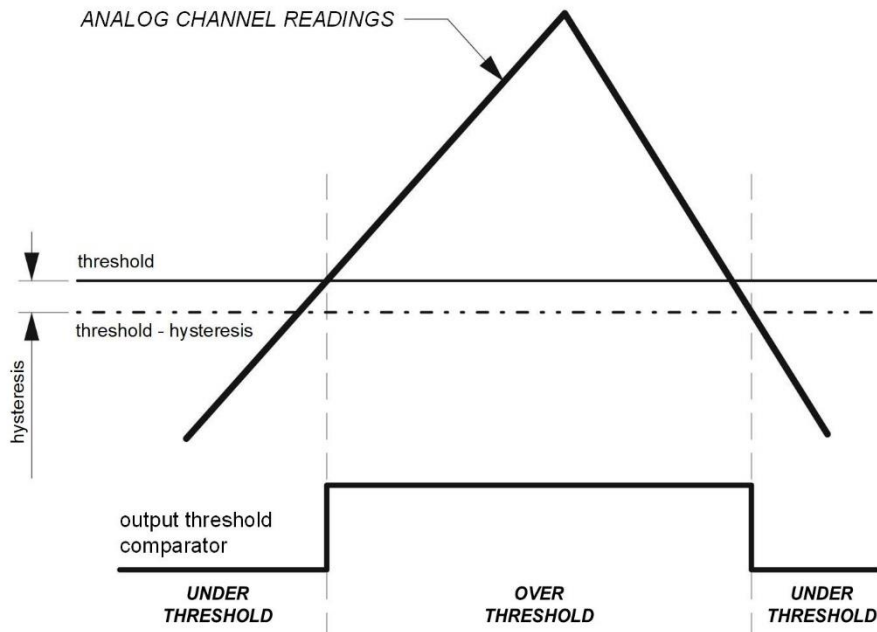 ANALOG CHANNEL READINGS
threshold
threshold - hysteresis
hysteresis
output threshold
comparator
UNDER
THRESHOLD
OVER
THRESHOLD
UNDER
THRESHOLD